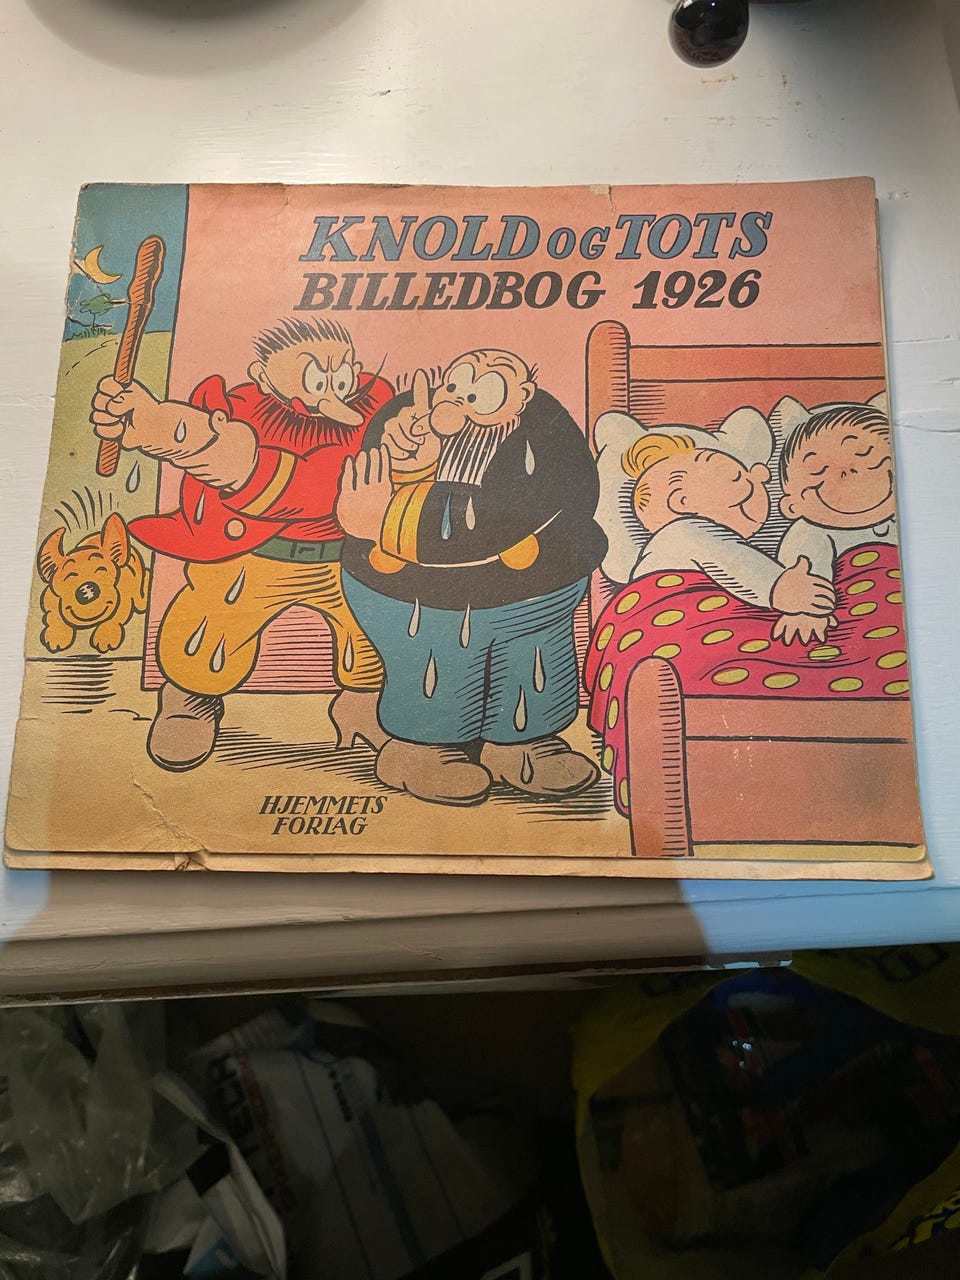 KNOLD OG TOTS
BILLEDBOG 1926
HJEMMETS
FORLAG